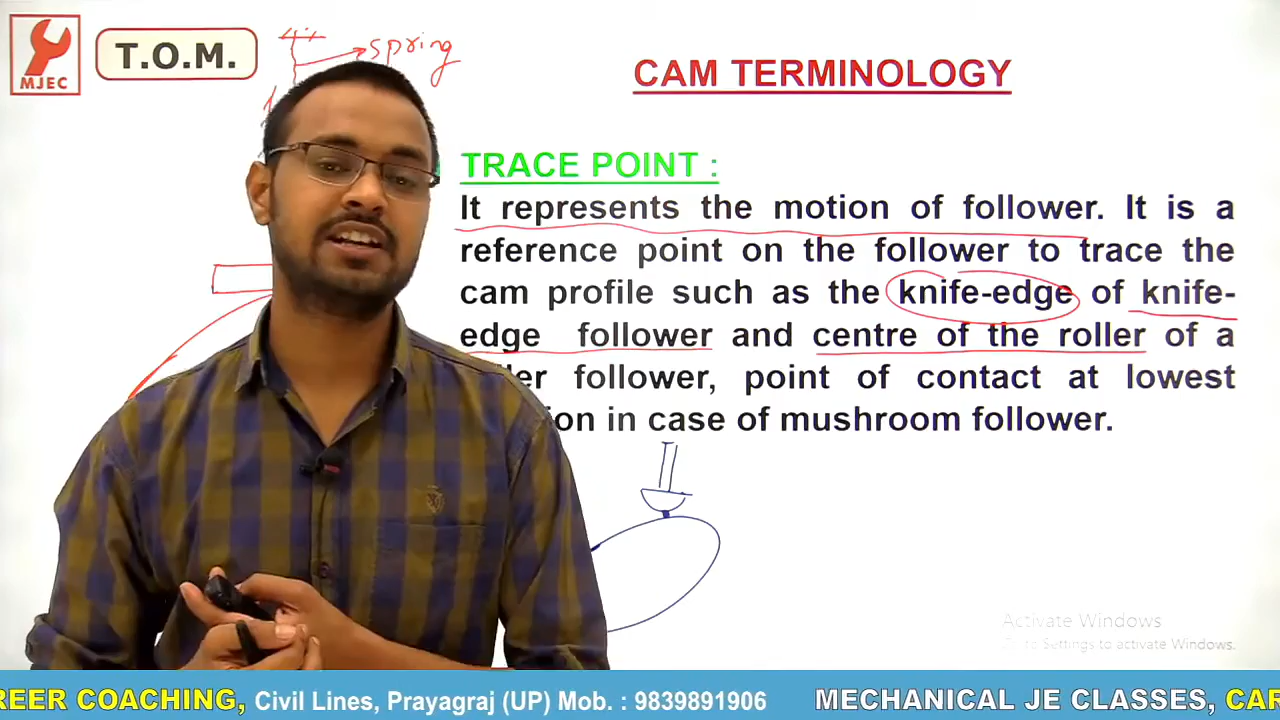 MJEC
T.O.M.
spring
CAM TERMINOLOGY
TRACE POINT :
It represents the motion of follower. It is a
reference point on the follower to trace the
cam profile such as the knife-edge of knife-
edge follower and centre of the roller of a
follower, point of contact at lowest
in case of mushroom follower.
Activate Windows
to Settings to activate Windows.
REER COACHING, Civil Lines, Prayagraj (UP) Mob. : 9839891906 MECHANICAL JE CLASSES, CAR